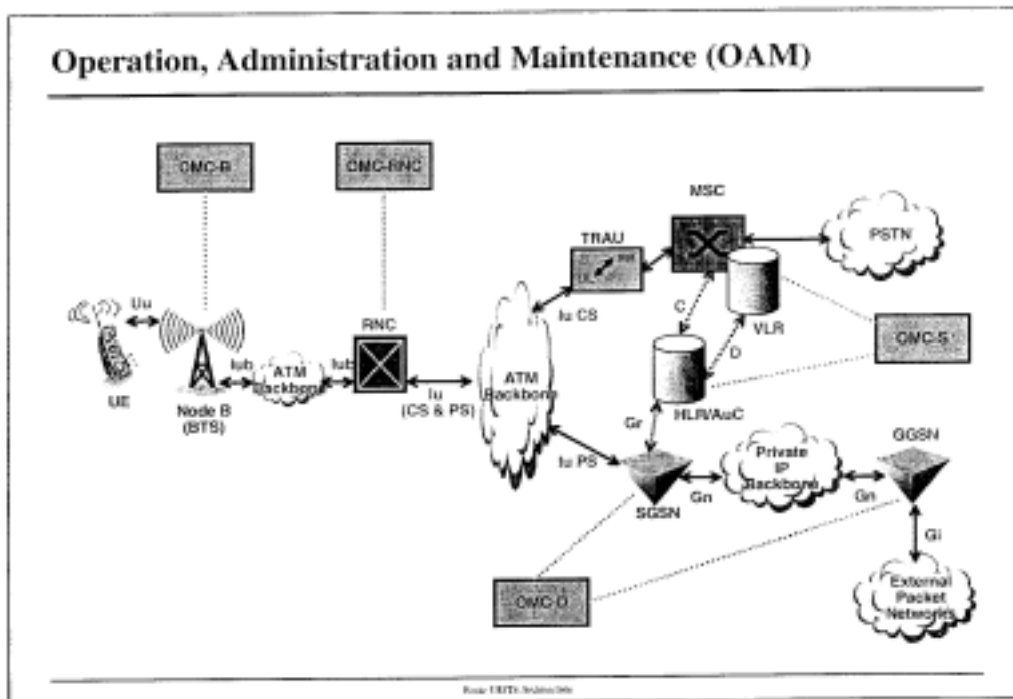 Operation, Administration and Maintenance (OAM)
OMC-B
OMC-RNC
MSC
PSTN
TRAU
Uu
Iu CS
C
VLR
RNC
OMC-S
D
Iub
ATM
Backbone
Iub
ATM
Backbone
Iu
(CS & PS)
UE
Node B
(BTS)
HLR/AuC
Gr
Iu PS
Private
IP
Backbone
GGSN
SGSN
Gn
Gn
Gi
OMC-D
External
Packet
Networks